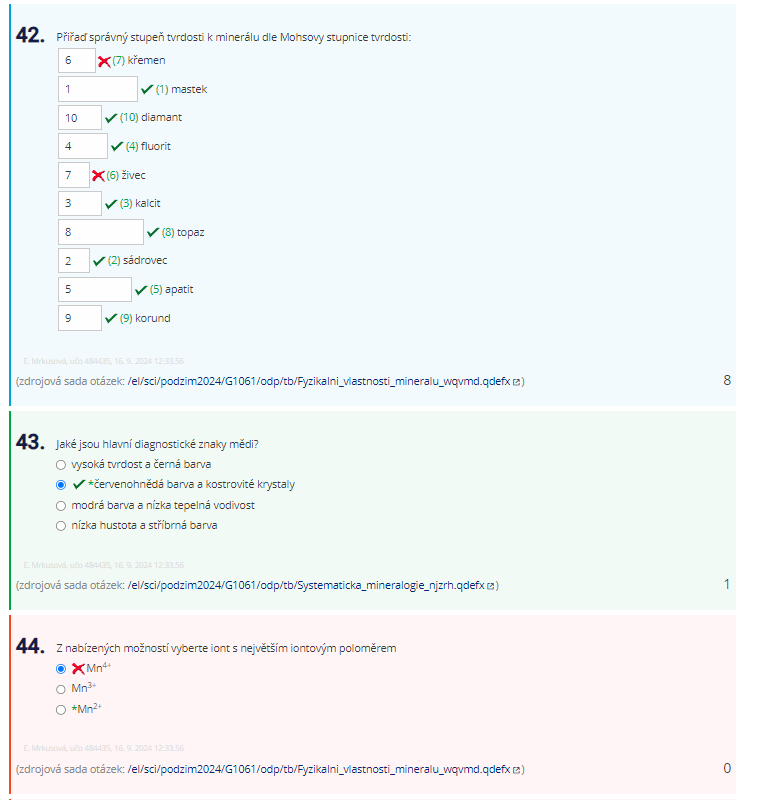 42. Přiřaď správný stupeň tvrdosti k minerálu dle Mohsovy stupnice tvrdosti:
6 (7) křemen
1 (1) mastek
10 (10) diamant
4 (4) fluorit
7 (6) živec
3 (3) kalcit
8 (8) topaz
2 (2) sádrovec
5 (5) apatit
9 (9) korund
E. Mrkusová, učo 484435, 16. 9. 2024 12:33.56
(zdrojová sada otázek: /el/sci/podzim2024/G1061/odp/tb/Fyzikalni_vlastnosti_mineralu_wqvmd.qdefx) 8
43. Jaké jsou hlavní diagnostické znaky mědi?
vysoká tvrdost a černá barva
*červenohnědá barva a kostrovité krystaly
modrá barva a nízka tepelná vodivost
nízka hustota a stříbrná barva
E. Mrkusová, učo 484435, 16. 9. 2024 12:33.56
(zdrojová sada otázek: /el/sci/podzim2024/G1061/odp/tb/Systematicka_mineralogie_njzrh.qdefx) 1
44. Z nabízených možností vyberte iont s největším iontovým poloměrem
Mn⁴⁺
Mn³⁺
*Mn²⁺
E. Mrkusová, učo 484435, 16. 9. 2024 12:33.56
(zdrojová sada otázek: /el/sci/podzim2024/G1061/odp/tb/Fyzikalni_vlastnosti_mineralu_wqvmd.qdefx) 0